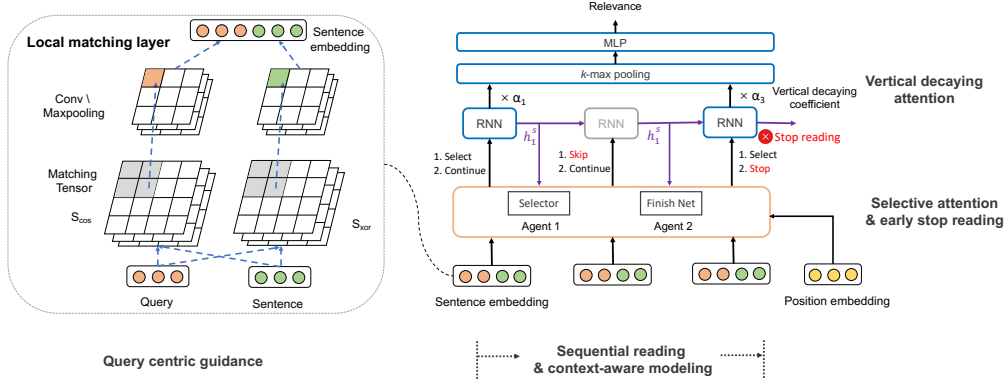 Local matching layer
Sentence
embedding
Conv \
Maxpooling
Matching
Tensor
S_cos
S_xor
Query
Sentence
Query centric guidance
Relevance
MLP
k-max pooling
× α₁
× α₃
Vertical decaying
coefficient
RNN
RNN
RNN
Stop reading
h₁ˢ
h₁ˢ
1. Select
2. Continue
1. Skip
2. Continue
1. Select
2. Stop
Selector
Finish Net
Agent 1
Agent 2
Sentence embedding
Position embedding
Vertical decaying
attention
Selective attention
& early stop reading
Sequential reading
& context-aware modeling